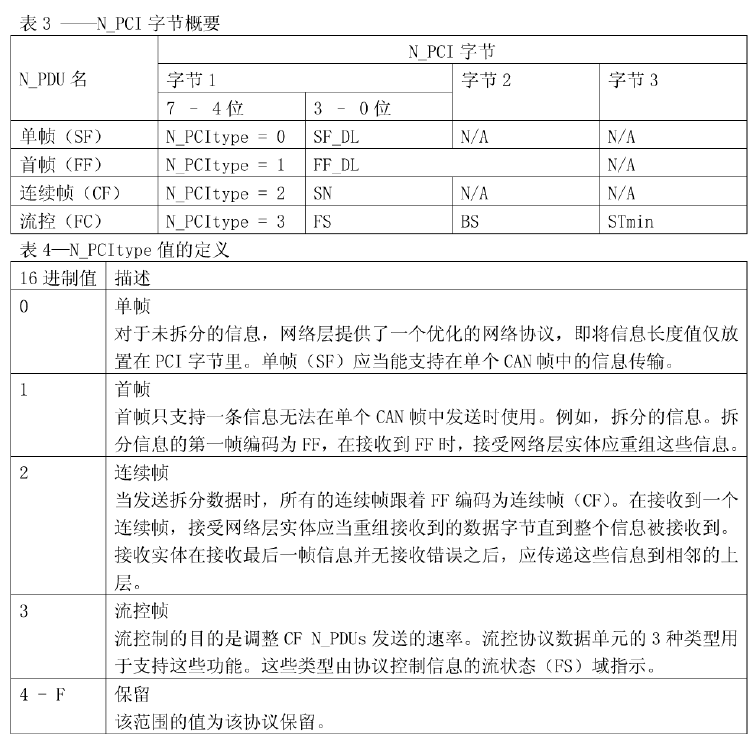 表 3 ——N_PCI 字节概要
N_PCI 字节
N_PDU 名 字节 1 字节 2 字节 3
7 - 4 位 3 - 0 位
单帧（SF） N_PCItype = 0 SF_DL N/A N/A
首帧（FF） N_PCItype = 1 FF_DL N/A
连续帧（CF） N_PCItype = 2 SN N/A N/A
流控（FC） N_PCItype = 3 FS BS STmin
表 4—N_PCItype 值的定义
16 进制值 描述
0 单帧
对于未拆分的信息，网络层提供了一个优化的网络协议，即将信息长度值仅放
置在 PCI 字节里。单帧（SF）应当能支持在单个 CAN 帧中的信息传输。
1 首帧
首帧只支持一条信息无法在单个 CAN 帧中发送时使用。例如，拆分的信息。拆
分信息的第一帧编码为 FF，在接收到 FF 时，接受网络层实体应重组这些信息。
2 连续帧
当发送拆分数据时，所有的连续帧跟着 FF 编码为连续帧（CF）。在接收到一个
连续帧，接受网络层实体应当重组接收到的数据字节直到整个信息被接收到。
接收实体在接收最后一帧信息并无接收错误之后，应传递这些信息到相邻的上
层。
3 流控帧
流控制的目的是调整 CF N_PDUs 发送的速率。流控协议数据单元的 3 种类型用
于支持这些功能。这些类型由协议控制信息的流状态（FS）域指示。
4 - F 保留
该范围的值为该协议保留。